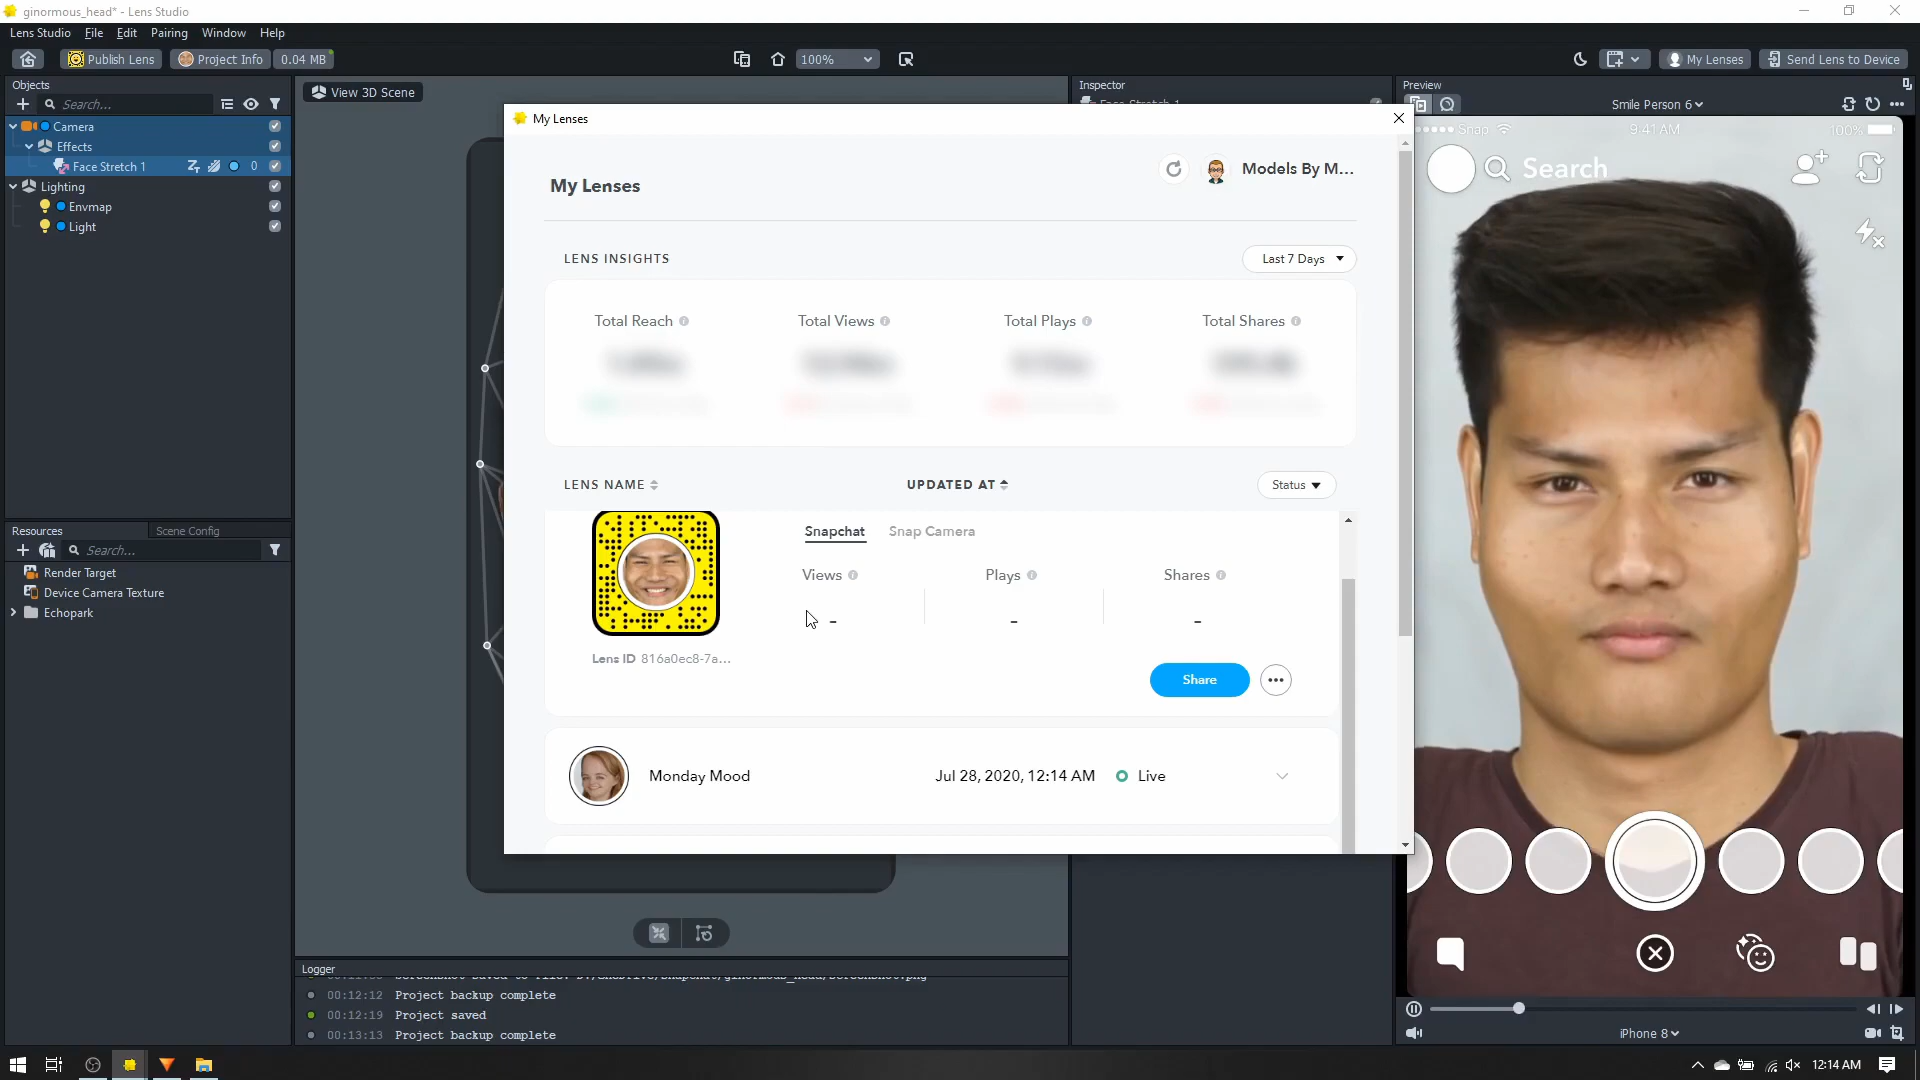 ginormous_head* - Lens Studio
Lens Studio File Edit Pairing Window Help
Publish Lens Project Info 0.04 MB 100% My Lenses Send Lens to Device
Objects
Search...
Camera
Effects
Face Stretch 1 0
Lighting
Envmap
Light
Resources Scene Config
Search...
Render Target
Device Camera Texture
Echopark
View 3D Scene
Inspector
Face Stretch 1
My Lenses
My Lenses
Models By M...
LENS INSIGHTS
Last 7 Days
Total Reach Total Views Total Plays Total Shares
LENS NAME UPDATED AT Status
Snapchat Snap Camera
Views Plays Shares
- - -
Lens ID 816a0ec8-7a...
Share
Monday Mood Jul 28, 2020, 12:14 AM Live
Logger
00:12:12 Project backup complete
00:12:19 Project saved
00:13:13 Project backup complete
Preview
Smile Person 6
Snap 9:41 AM 100%
Search
iPhone 8
12:14 AM